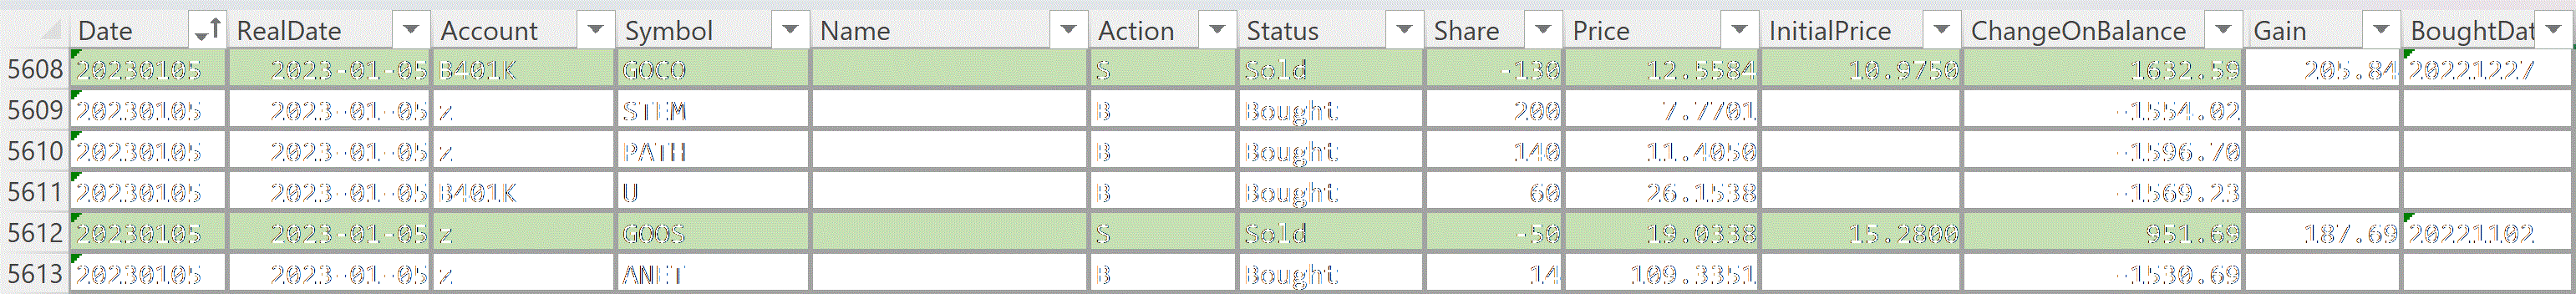 Date RealDate Account Symbol Name Action Status Share Price InitialPrice ChangeOnBalance Gain BoughtDat
5608 20230105 2023-01-05 B401K GOCO S Sold -130 12.5584 10.9750 1632.59 205.84 20221227
5609 20230105 2023-01-05 z STEM B Bought 200 7.7701 -1554.02
5610 20230105 2023-01-05 z PATH B Bought 140 11.4050 -1596.70
5611 20230105 2023-01-05 B401K U B Bought 60 26.1538 -1569.23
5612 20230105 2023-01-05 z GOOS S Sold -50 19.0338 15.2800 951.69 187.69 20221102
5613 20230105 2023-01-05 z ANET B Bought 14 109.3351 -1530.69